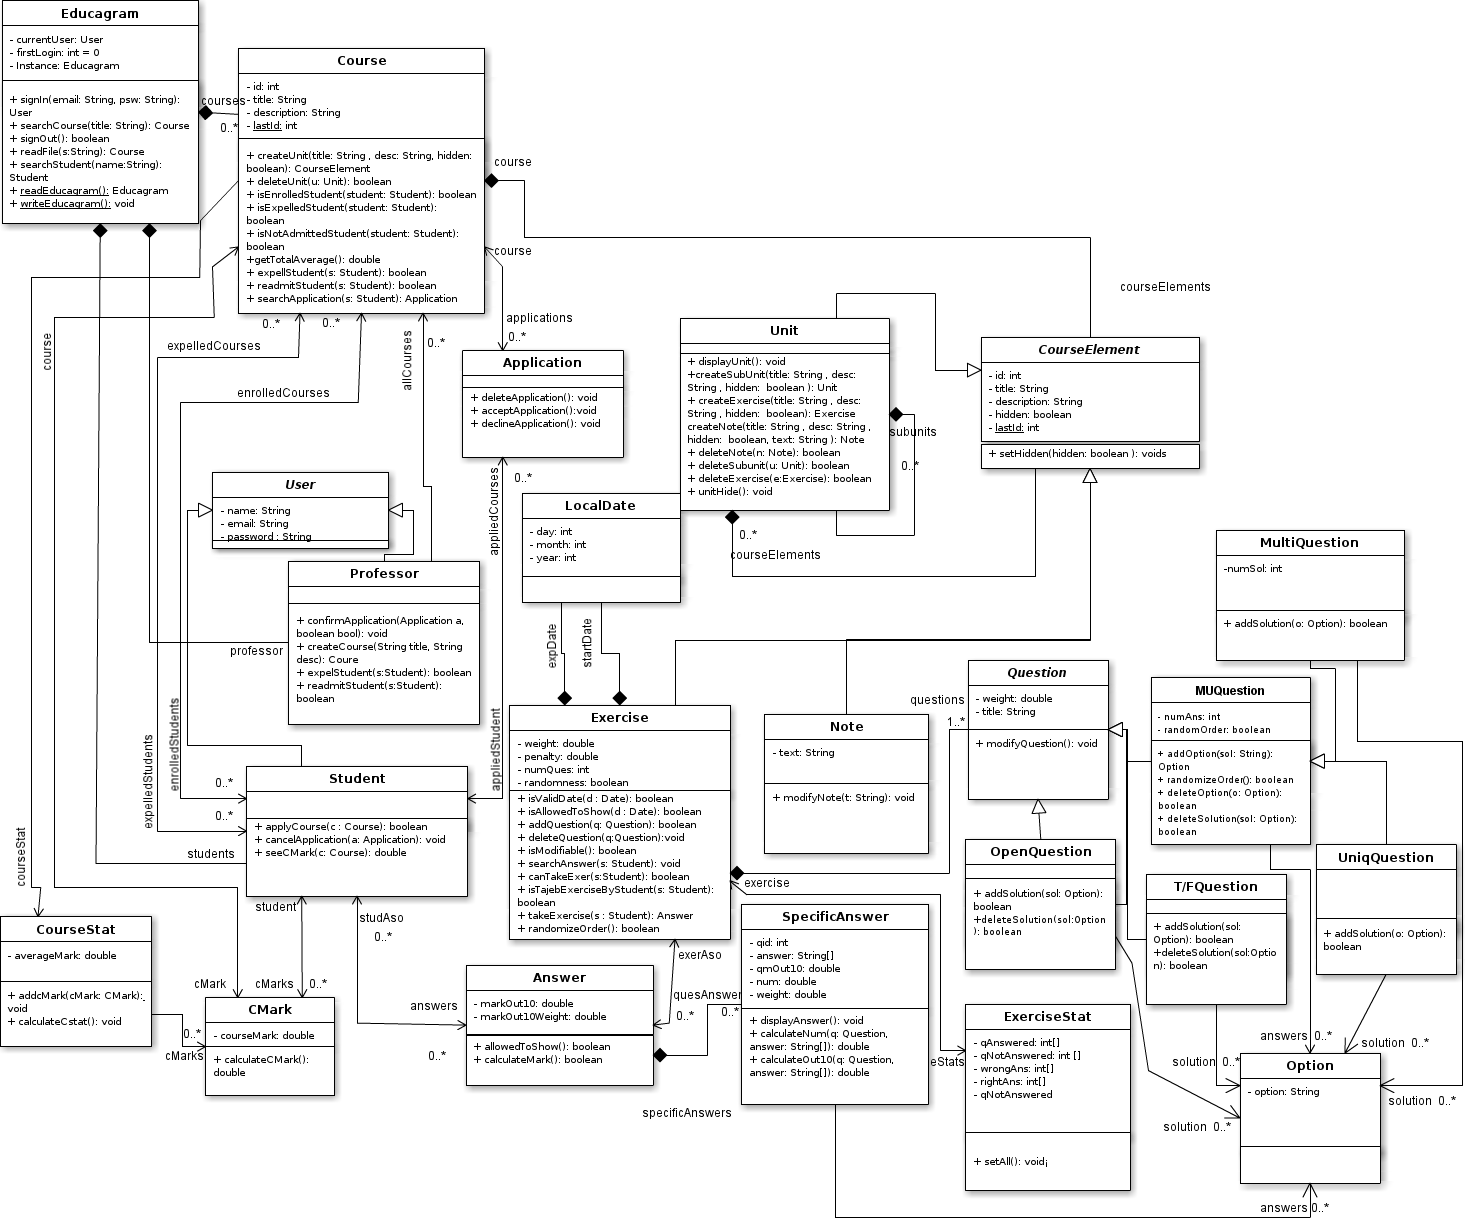 Educagram
- currentUser: User
- firstLogin: int = 0
- Instance: Educagram
+ signIn(email: String, psw: String):
User
+ searchCourse(title: String): Course
+ signOut(): boolean
+ readFile(s:String): Course
+ searchStudent(name:String):
Student
+ readEducagram(): Educagram
+ writeEducagram(): void
courses
0..*
Course
- id: int
- title: String
- description: String
- lastId: int
+ createUnit(title: String , desc: String, hidden:
boolean): CourseElement
+ deleteUnit(u: Unit): boolean
+ isEnrolledStudent(student: Student): boolean
+ isExpelledStudent(student: Student):
boolean
+ isNotAdmittedStudent(student: Student):
boolean
+getTotalAverage(): double
+ expellStudent(s: Student): boolean
+ readmitStudent(s: Student): boolean
+ searchApplication(s: Student): Application
course
course
courseElements
applications
0..*
0..*
0..*
0..*
course
expelledCourses
enrolledCourses
allCourses
Application
+ deleteApplication(): void
+ acceptApplication():void
+ declineApplication(): void
0..*
appliedCourses
Unit
+ displayUnit(): void
+createSubUnit(title: String , desc:
String , hidden:  boolean ): Unit
+ createExercise(title: String , desc:
String , hidden:  boolean): Exercise
createNote(title: String , desc: String ,
hidden:  boolean, text: String ): Note
+ deleteNote(n: Note): boolean
+ deleteSubunit(u: Unit): boolean
+ deleteExercise(e:Exercise): boolean
+ unitHide(): void
subunits
0..*
0..*
courseElements
CourseElement
- id: int
- title: String
- description: String
- hidden: boolean
- lastId: int
+ setHidden(hidden: boolean ): voids
User
- name: String
- email: String
- password : String
LocalDate
- day: int
- month: int
- year: int
expDate
startDate
Professor
+ confirmApplication(Application a,
boolean bool): void
+ createCourse(String title, String
desc): Coure
+ expelStudent(s:Student): boolean
+ readmitStudent(s:Student):
boolean
professor
MultiQuestion
-numSol: int
+ addSolution(o: Option): boolean
enrolledStudents
expelledStudents
appliedStudent
0..*
0..*
students
Student
+ applyCourse(c : Course): boolean
+ cancelApplication(a: Application): void
+ seeCMark(c: Course): double
student
studAso
0..*
Exercise
- weight: double
- penalty: double
- numQues: int
- randomness: boolean
+ isValidDate(d : Date): boolean
+ isAllowedToShow(d : Date): boolean
+ addQuestion(q: Question): boolean
+ deleteQuestion(q:Question):void
+ isModifiable(): boolean
+ searchAnswer(s: Student): void
+ canTakeExer(s:Student): boolean
+ isTajebExerciseByStudent(s: Student):
boolean
+ takeExercise(s : Student): Answer
+ randomizeOrder(): boolean
exercise
exerAso
Note
- text: String
+ modifyNote(t: String): void
questions
1..*
Question
- weight: double
- title: String
+ modifyQuestion(): void
MUQuestion
- numAns: int
- randomOrder: boolean
+ addOption(sol: String):
Option
+ randomizeOrder(): boolean
+ deleteOption(o: Option):
boolean
+ deleteSolution(sol: Option):
boolean
OpenQuestion
+ addSolution(sol: Option):
boolean
+deleteSolution(sol:Option
): boolean
T/FQuestion
+ addSolution(sol:
Option): boolean
+deleteSolution(sol:Optio
n): boolean
UniqQuestion
+ addSolution(o: Option):
boolean
courseStat
CourseStat
- averageMark: double
+ addcMark(cMark: CMark):
void
+ calculateCstat(): void
0..*
cMarks
cMark
cMarks
0..*
CMark
- courseMark: double
+ calculateCMark():
double
answers
0..*
Answer
- markOut10: double
- markOut10Weight: double
+ allowedToShow(): boolean
+ calculateMark(): boolean
quesAnswer
0..*
0..*
specificAnswers
SpecificAnswer
- qid: int
- answer: String[]
- qmOut10: double
- num: double
- weight: double
+ displayAnswer(): void
+ calculateNum(q: Question,
answer: String[]): double
+ calculateOut10(q: Question,
answer: String[]): double
eStats
ExerciseStat
- qAnswered: int[]
- qNotAnswered: int []
- wrongAns: int[]
- rightAns: int[]
- qNotAnswered
+ setAll(): void¡
answers
0..*
solution
0..*
solution
0..*
solution
0..*
solution
0..*
Option
- option: String
answers
0..*